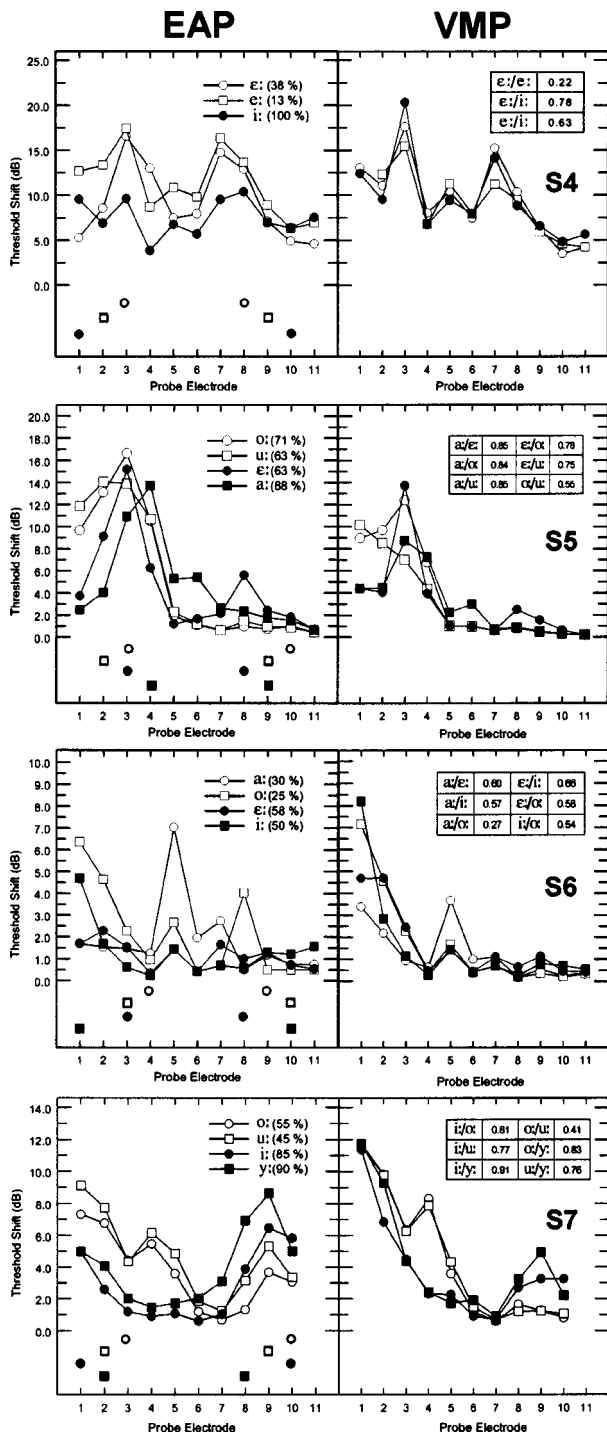 EAP VMP
Threshold Shift (dB)
25.0
20.0
15.0
10.0
5.0
0.0
ɛ: (38 %)
e: (13 %)
i: (100 %)
ɛ:/e: 0.22
ɛ:/i: 0.78
e:/i: 0.63
S4
1 2 3 4 5 6 7 8 9 10 11 1 2 3 4 5 6 7 8 9 10 11
Probe Electrode Probe Electrode
Threshold Shift (dB)
20.0
18.0
16.0
14.0
12.0
10.0
8.0
6.0
4.0
2.0
0.0
o: (71 %)
u: (63 %)
ɛ: (63 %)
a: (88 %)
a:/ɛ: 0.85 ɛ:/o: 0.78
a:/o: 0.84 ɛ:/u: 0.75
a:/u: 0.85 o:/u: 0.55
S5
1 2 3 4 5 6 7 8 9 10 11 1 2 3 4 5 6 7 8 9 10 11
Probe Electrode Probe Electrode
Threshold Shift (dB)
10.0
9.0
8.0
7.0
6.0
5.0
4.0
3.0
2.0
1.0
0.0
a: (30 %)
o: (25 %)
ɛ: (58 %)
i: (50 %)
a:/ɛ: 0.60 ɛ:/i: 0.66
a:/i: 0.57 ɛ:/o: 0.56
a:/o: 0.27 i:/o: 0.54
S6
1 2 3 4 5 6 7 8 9 10 11 1 2 3 4 5 6 7 8 9 10 11
Probe Electrode Probe Electrode
Threshold Shift (dB)
14.0
12.0
10.0
8.0
6.0
4.0
2.0
0.0
o: (55 %)
u: (45 %)
i: (85 %)
y: (90 %)
i:/o: 0.81 o:/u: 0.41
i:/u: 0.77 o:/y: 0.83
i:/y: 0.91 u:/y: 0.76
S7
1 2 3 4 5 6 7 8 9 10 11 1 2 3 4 5 6 7 8 9 10 11
Probe Electrode Probe Electrode